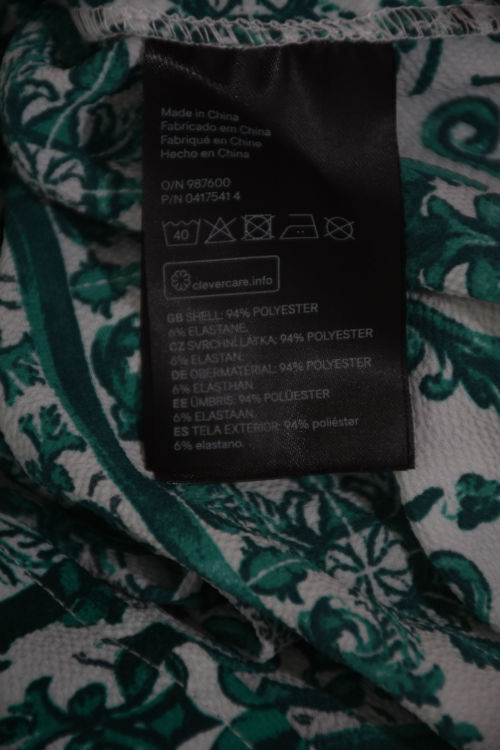 Made in China
Fabricado em China
Fabriqué en Chine
Hecho en China
O/N 987600
P/N 0417541 4
40
clevercare.info
GB SHELL: 94% POLYESTER
6% ELASTANE.
CZ SVRCHNÍ LÁTKA: 94% POLYESTER
6% ELASTAN.
DE OBERMATERIAL: 94% POLYESTER
6% ELASTHAN.
EE ÜMBRIS: 94% POLÜESTER
6% ELASTAAN.
ES TELA EXTERIOR: 94% poliéster
6% elastano.